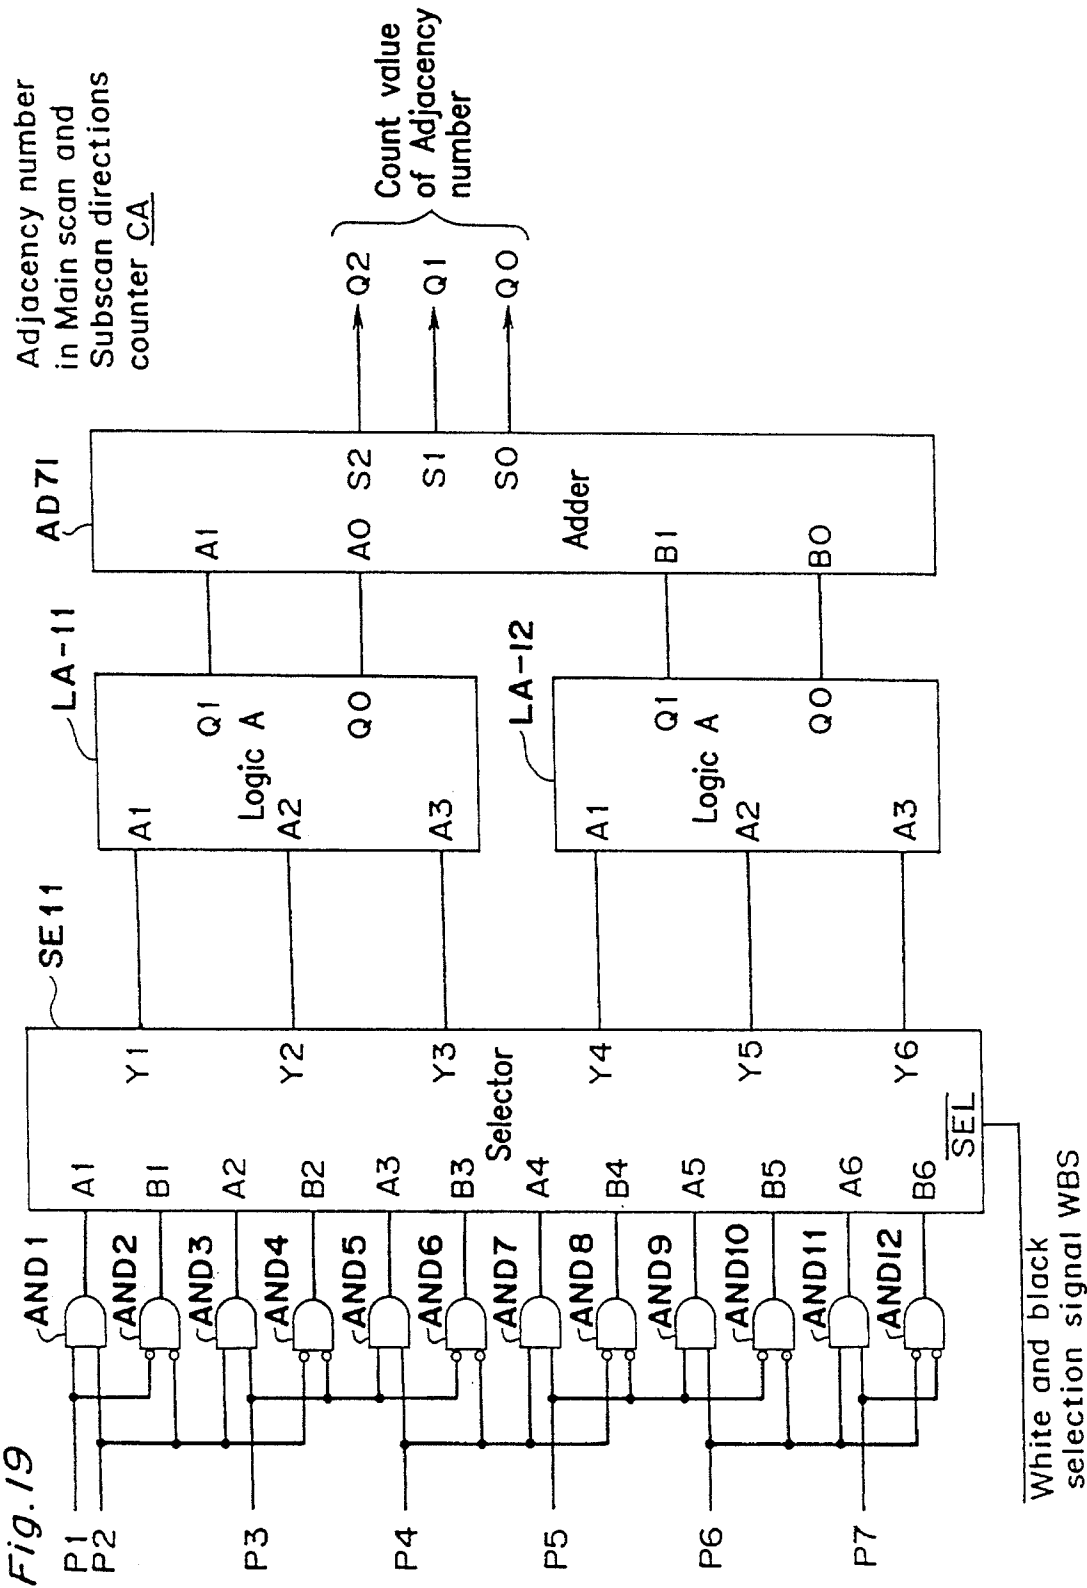 Fig.19
Adjacency number
in Main scan and
Subscan directions
counter CA
P1
P2
P3
P4
P5
P6
P7
AND1
AND2
AND3
AND4
AND5
AND6
AND7
AND8
AND9
AND10
AND11
AND12
SE11
A1
B1
A2
B2
A3
B3
A4
B4
A5
B5
A6
B6
Selector
SEL
Y1
Y2
Y3
Y4
Y5
Y6
White and black
selection signal WBS
LA-11
A1
A2
A3
Logic A
Q1
Q0
LA-12
A1
A2
A3
Logic A
Q1
Q0
AD71
A1
A0
B1
B0
Adder
S2
S1
S0
Q2
Q1
Q0
Count value
of Adjacency
number